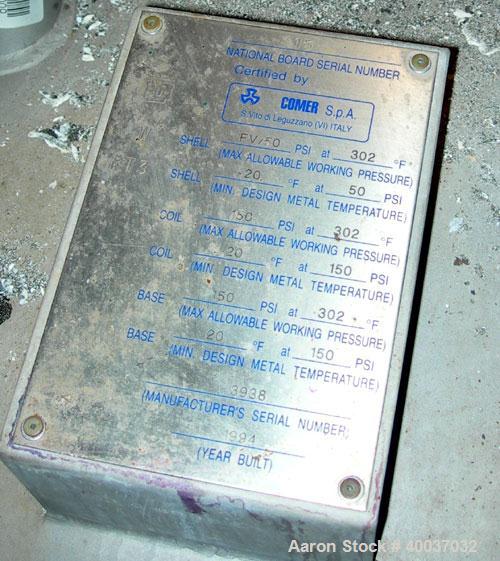 NATIONAL BOARD SERIAL NUMBER
Certified by
COMER S.p.A.
S. Vito di Leguzzano (VI) ITALY
SHELL FV/50 PSI at 302 °F
(MAX ALLOWABLE WORKING PRESSURE)
SHELL -20 °F at 50 PSI
(MIN. DESIGN METAL TEMPERATURE)
COIL 150 PSI at 302 °F
(MAX ALLOWABLE WORKING PRESSURE)
COIL 20 °F at 150 PSI
(MIN. DESIGN METAL TEMPERATURE)
BASE 150 PSI at 302 °F
(MAX ALLOWABLE WORKING PRESSURE)
BASE 20 °F at 150 PSI
(MIN. DESIGN METAL TEMPERATURE)
3938
(MANUFACTURER'S SERIAL NUMBER)
1994
(YEAR BUILT)
Aaron Stock # 40037032